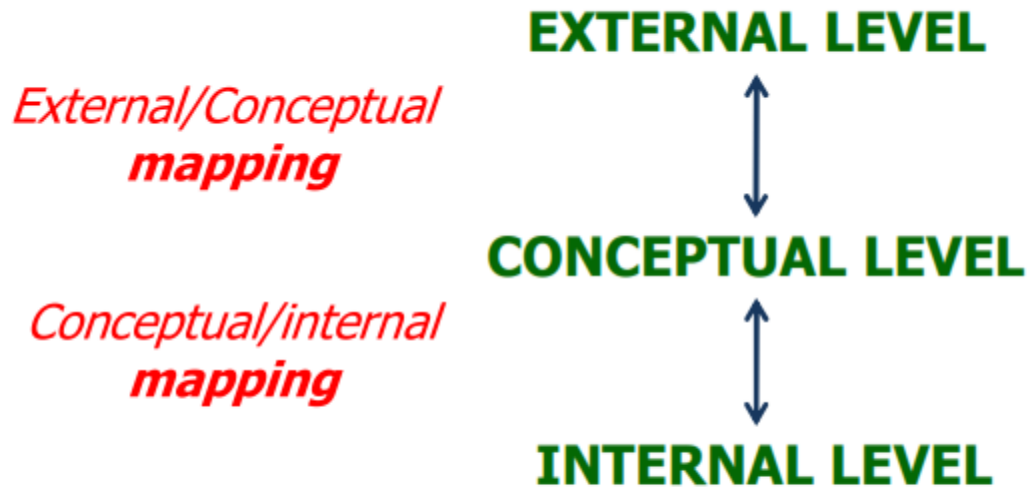 EXTERNAL LEVEL
External/Conceptual
mapping
CONCEPTUAL LEVEL
Conceptual/internal
mapping
INTERNAL LEVEL